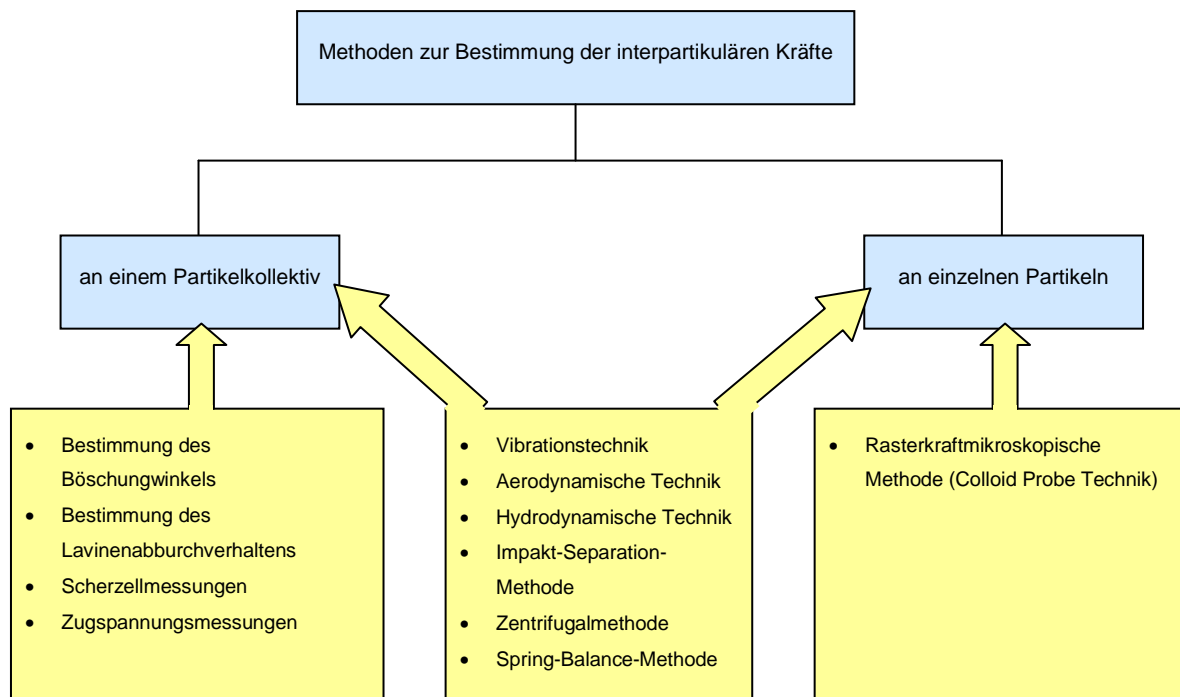 Methoden zur Bestimmung der interpartikulären Kräfte
an einem Partikelkollektiv
an einzelnen Partikeln
• Bestimmung des
Böschungwinkels
• Bestimmung des
Lavinenabburchverhaltens
• Scherzellmessungen
• Zugspannungsmessungen
• Vibrationstechnik
• Aerodynamische Technik
• Hydrodynamische Technik
• Impakt-Separation-
Methode
• Zentrifugalmethode
• Spring-Balance-Methode
• Rasterkraftmikroskopische
Methode (Colloid Probe Technik)